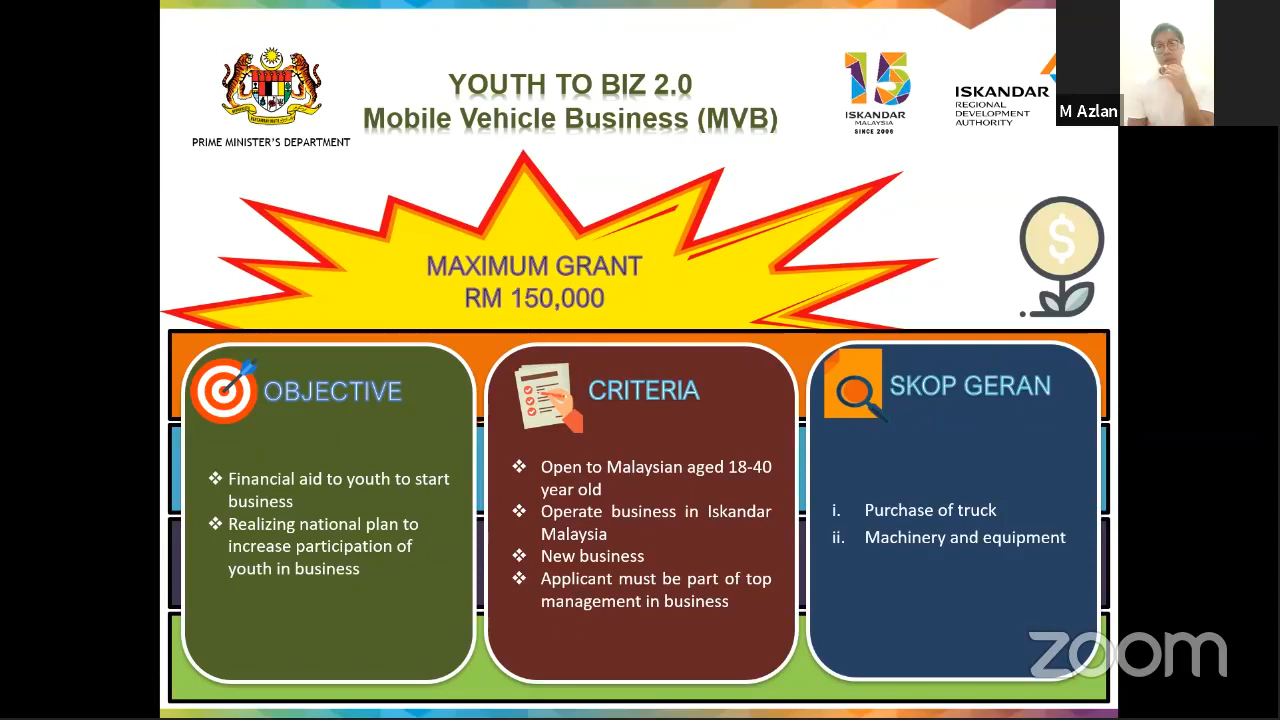 YOUTH TO BIZ 2.0
Mobile Vehicle Business (MVB)
PRIME MINISTER'S DEPARTMENT
15
ISKANDAR
MALAYSIA
SINCE 2006
ISKANDAR
REGIONAL
DEVELOPMENT
AUTHORITY
M Azlan
MAXIMUM GRANT
RM 150,000
$
OBJECTIVE
❖ Financial aid to youth to start
business
❖ Realizing national plan to
increase participation of
youth in business
CRITERIA
❖ Open to Malaysian aged 18-40
year old
❖ Operate business in Iskandar
Malaysia
❖ New business
❖ Applicant must be part of top
management in business
SKOP GERAN
i. Purchase of truck
ii. Machinery and equipment
zoom